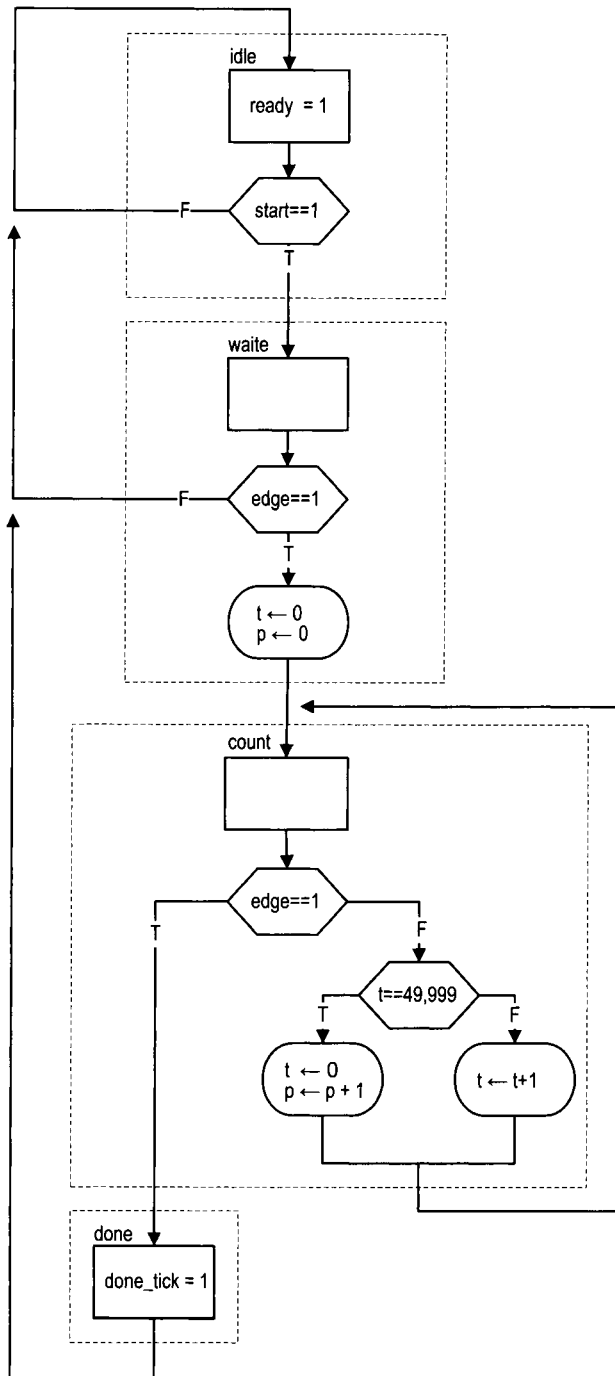 idle
ready = 1
start==1
F
T
waite
edge==1
F
T
t ← 0
p ← 0
count
edge==1
T
F
t==49,999
T
F
t ← 0
p ← p + 1
t ← t+1
done
done_tick = 1